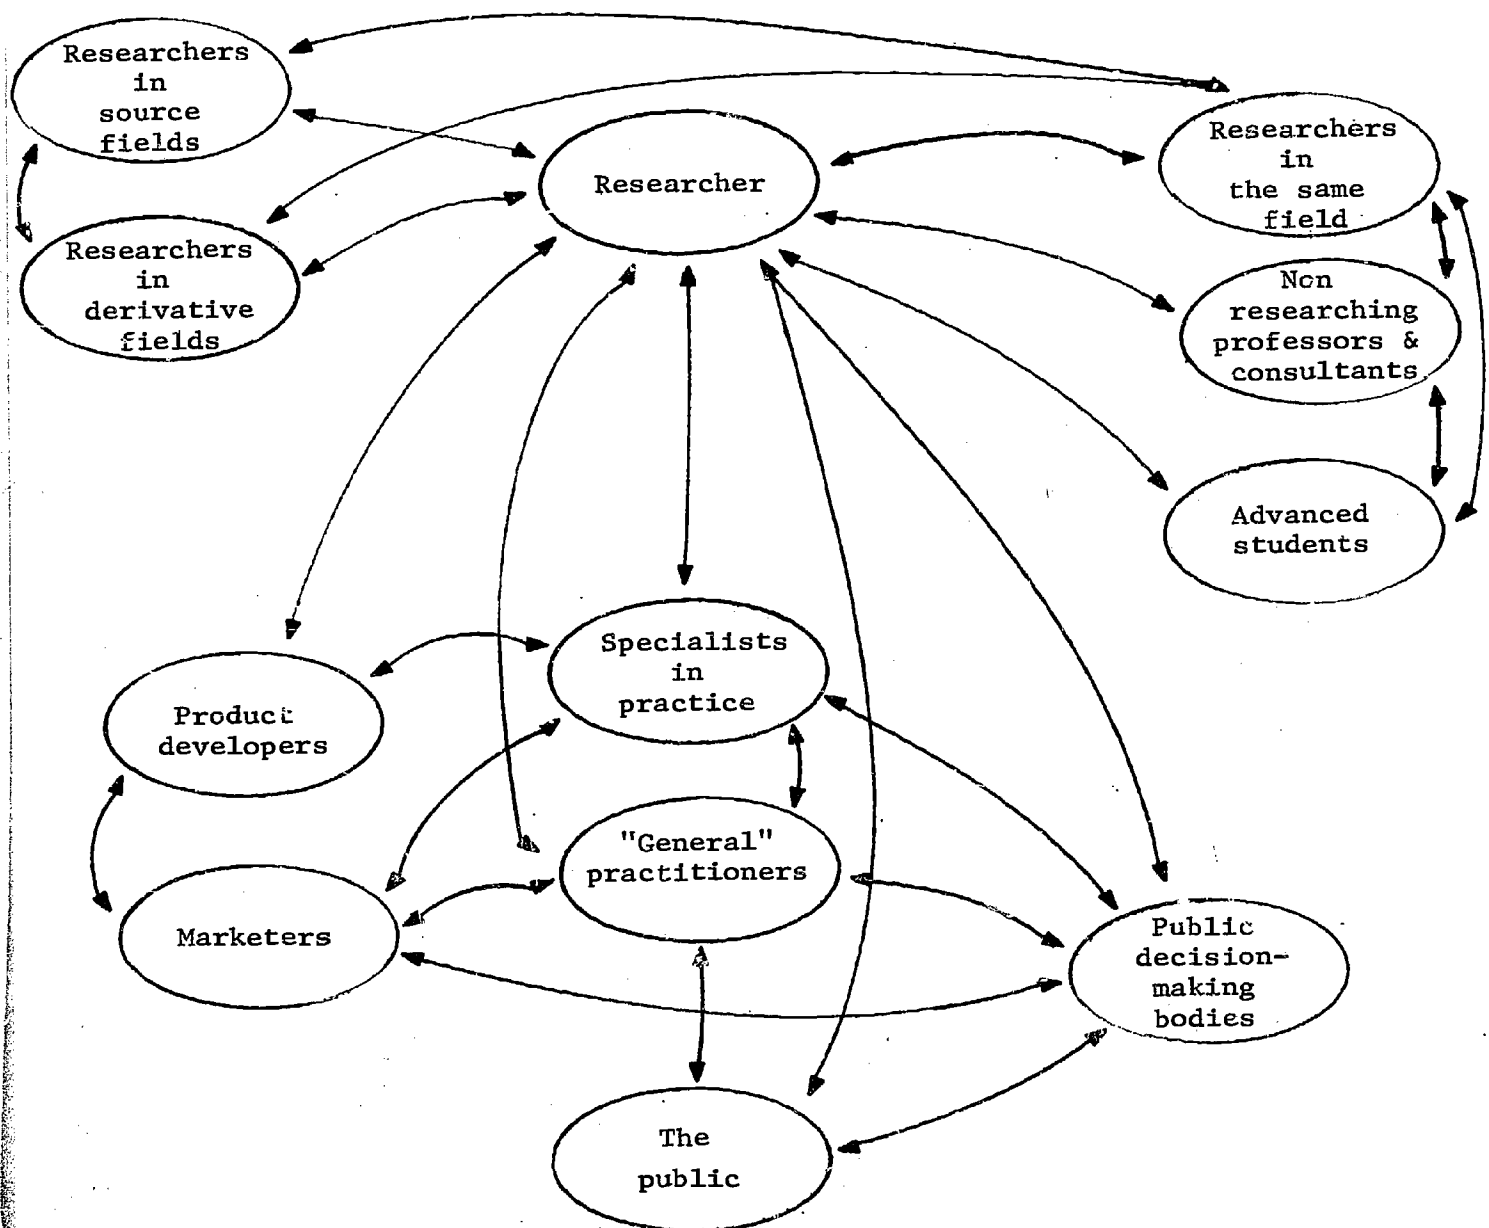 Researchers
in
source
fields
Researcher
Researchers
in
the same
field
Researchers
in
derivative
fields
Non
researching
professors &
consultants
Advanced
students
Specialists
in
practice
Product
developers
"General"
practitioners
Marketers
Public
decision-
making
bodies
The
public